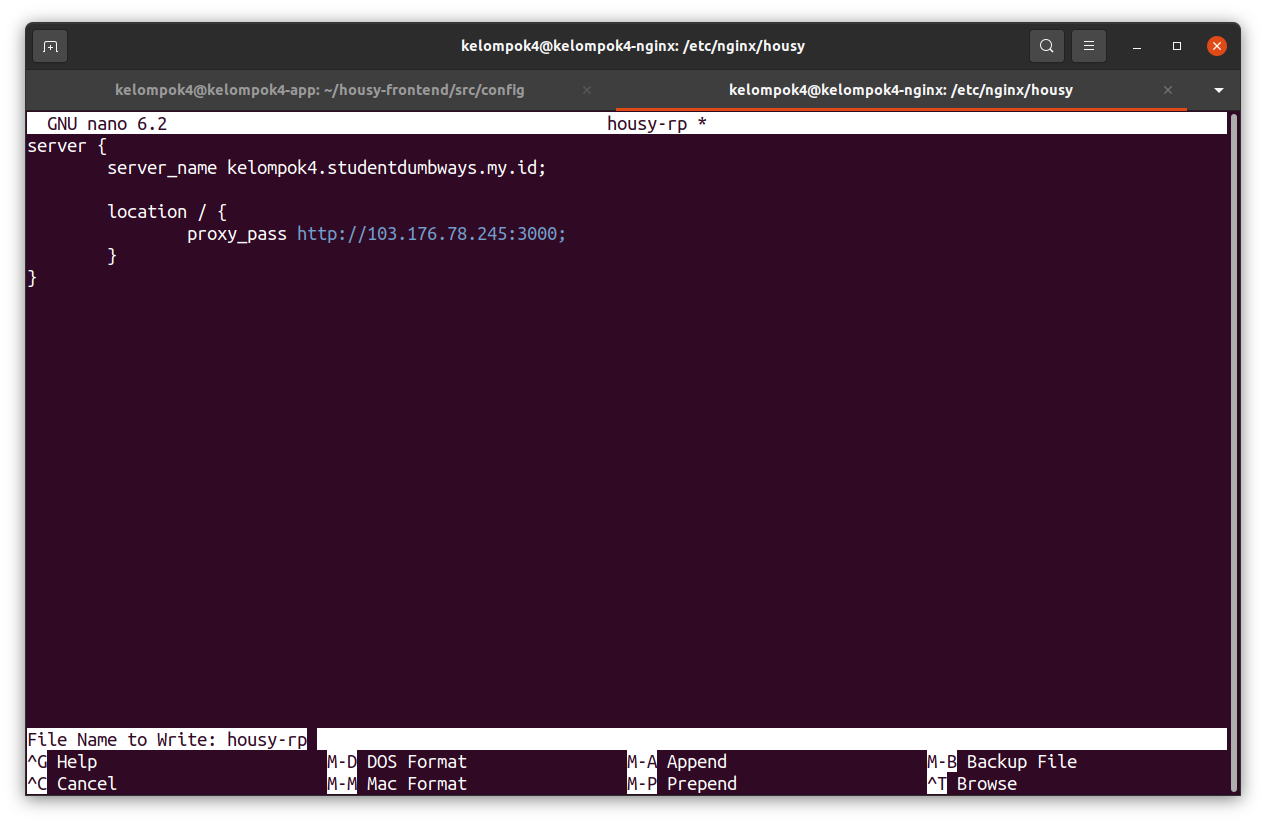 kelompok4@kelompok4-nginx: /etc/nginx/housy
kelompok4@kelompok4-app: ~/housy-frontend/src/config × kelompok4@kelompok4-nginx: /etc/nginx/housy ×
GNU nano 6.2 housy-rp *
server {
        server_name kelompok4.studentdumbways.my.id;

        location / {
                proxy_pass http://103.176.78.245:3000;
        }
}
File Name to Write: housy-rp
^G Help M-D DOS Format M-A Append M-B Backup File
^C Cancel M-M Mac Format M-P Prepend ^T Browse